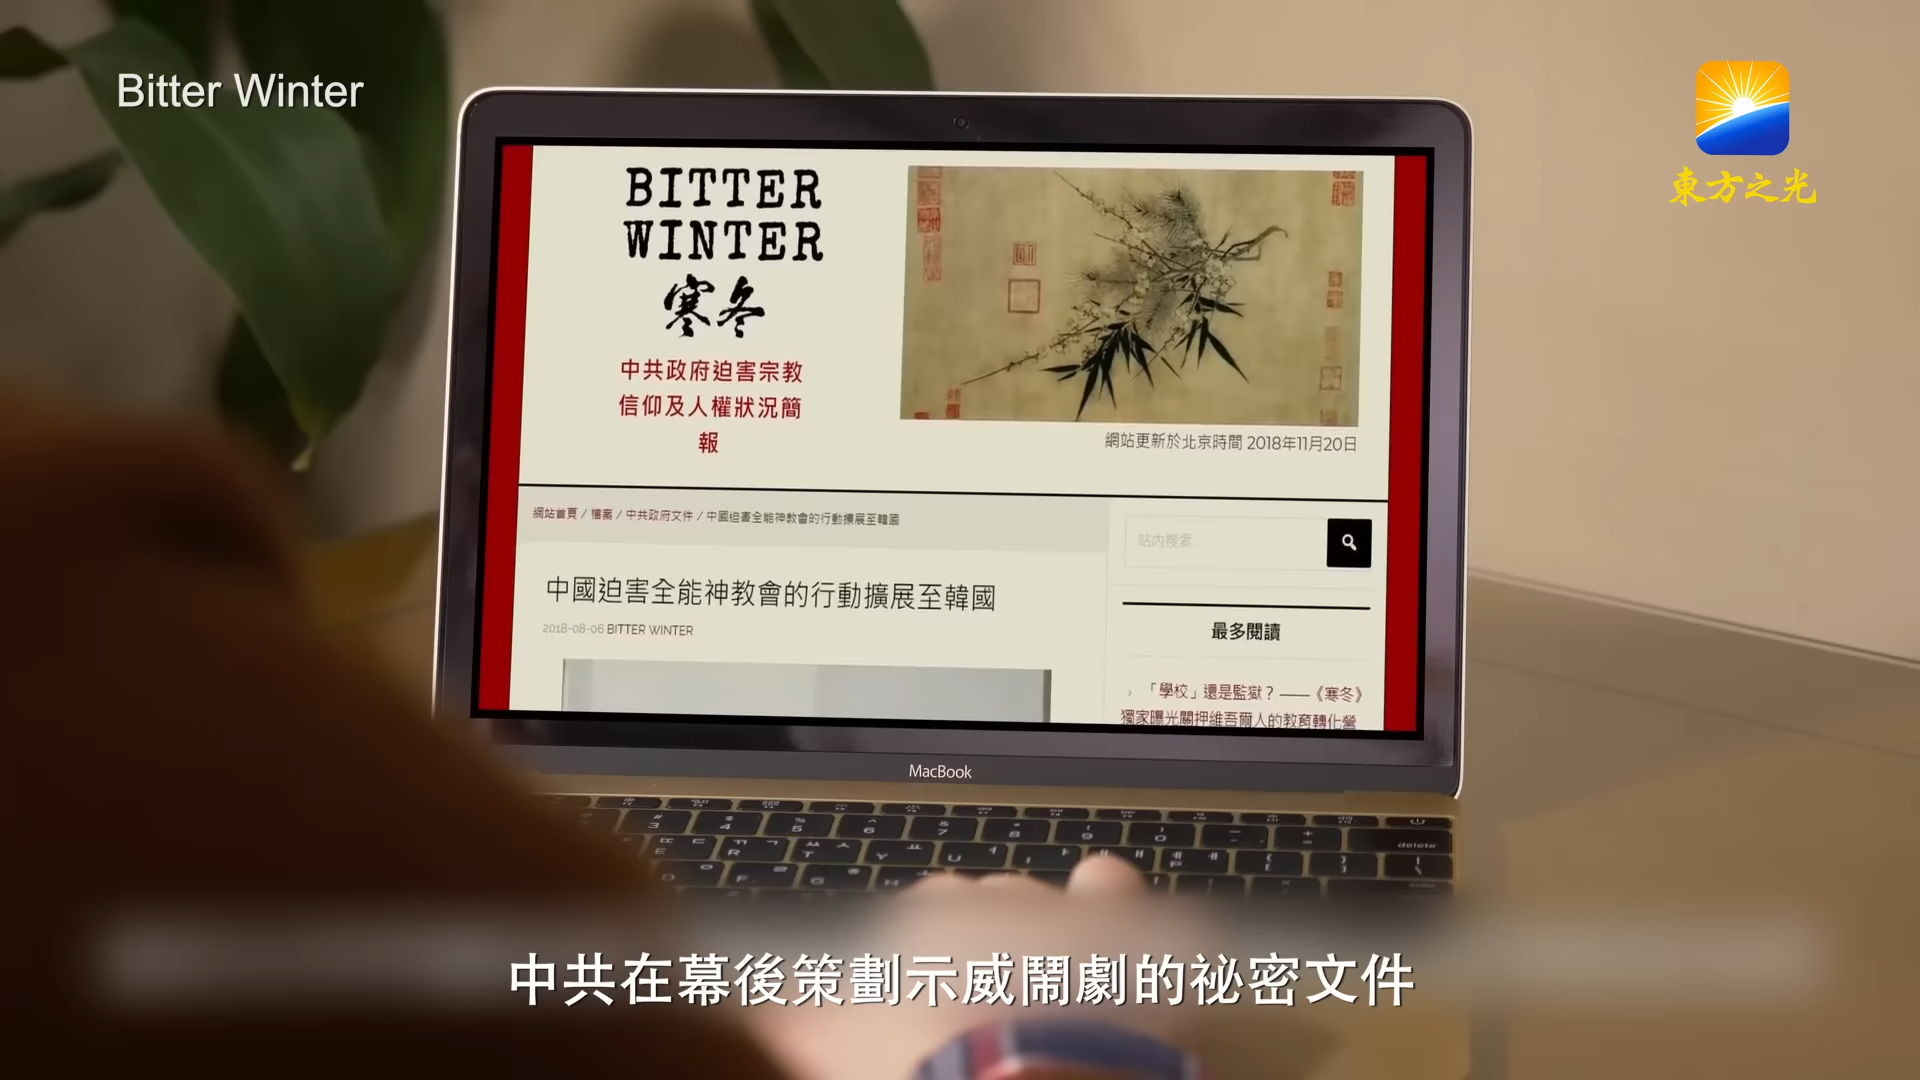 Bitter Winter
東方之光
BITTER
WINTER
寒冬
中共政府迫害宗教
信仰及人權狀況簡
報
網站更新於北京時間 2018年11月20日
網站首頁 / 檔案 / 中共政府文件 / 中國迫害全能神教會的行動擴展至韓國
站內搜索
中國迫害全能神教會的行動擴展至韓國
2018-08-06 BITTER WINTER
最多閱讀
› 「學校」還是監獄？——《寒冬》
獨家曝光關押維吾爾人的教育轉化營
MacBook
delete
中共在幕後策劃示威鬧劇的祕密文件